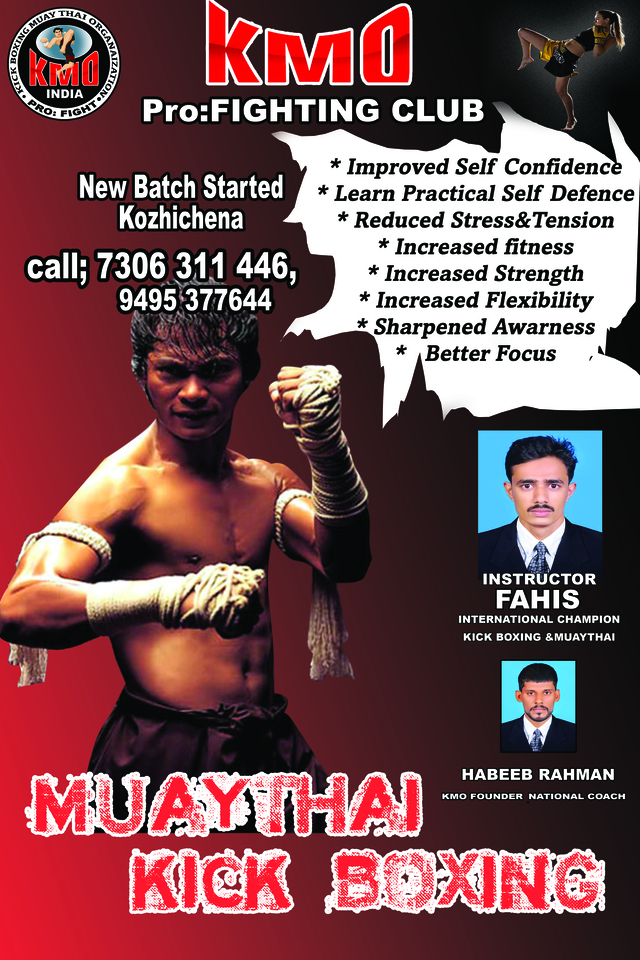 KICK BOXING MUAY THAI ORGANAIZATION
KMO
INDIA
PRO: FIGHT
KMO
Pro:FIGHTING CLUB
New Batch Started
Kozhichena
call; 7306 311 446,
9495 377644
* Improved Self Confidence
* Learn Practical Self Defence
* Reduced Stress&Tension
* Increased fitness
* Increased Strength
* Increased Flexibility
* Sharpened Awarness
* Better Focus
INSTRUCTOR
FAHIS
INTERNATIONAL CHAMPION
KICK BOXING &MUAYTHAI
HABEEB RAHMAN
KMO FOUNDER NATIONAL COACH
MUAYTHAI
KICK BOXING